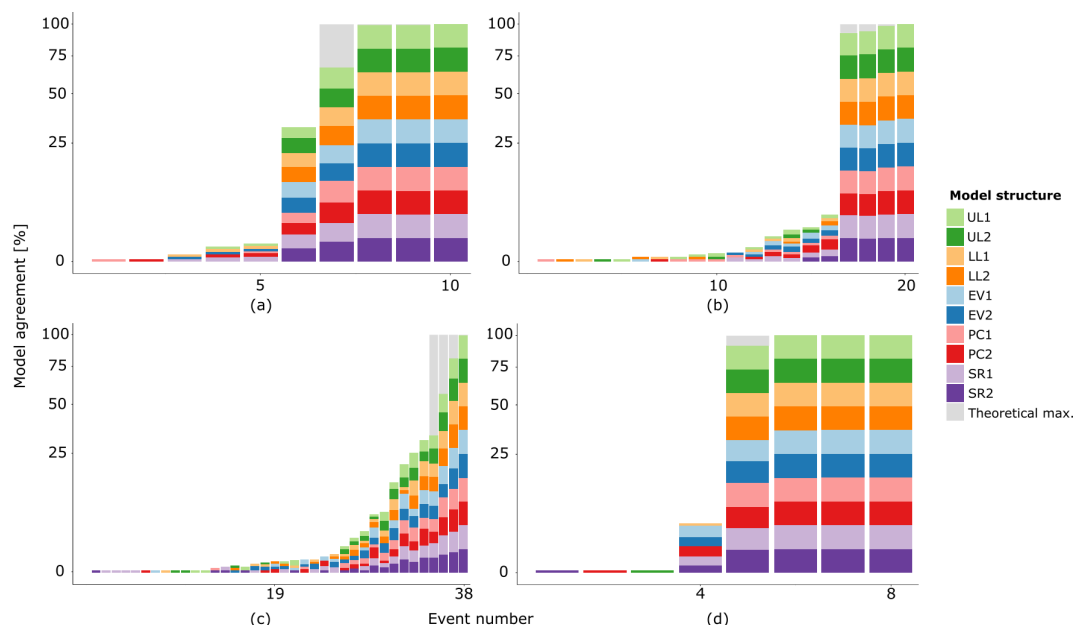 100
75
50
25
0
5
10
(a)
100
75
50
25
0
10
20
(b)
Model agreement [%]
100
75
50
25
0
19
38
(c)
100
75
50
25
0
4
8
(d)
Event number
Model structure
UL1
UL2
LL1
LL2
EV1
EV2
PC1
PC2
SR1
SR2
Theoretical max.